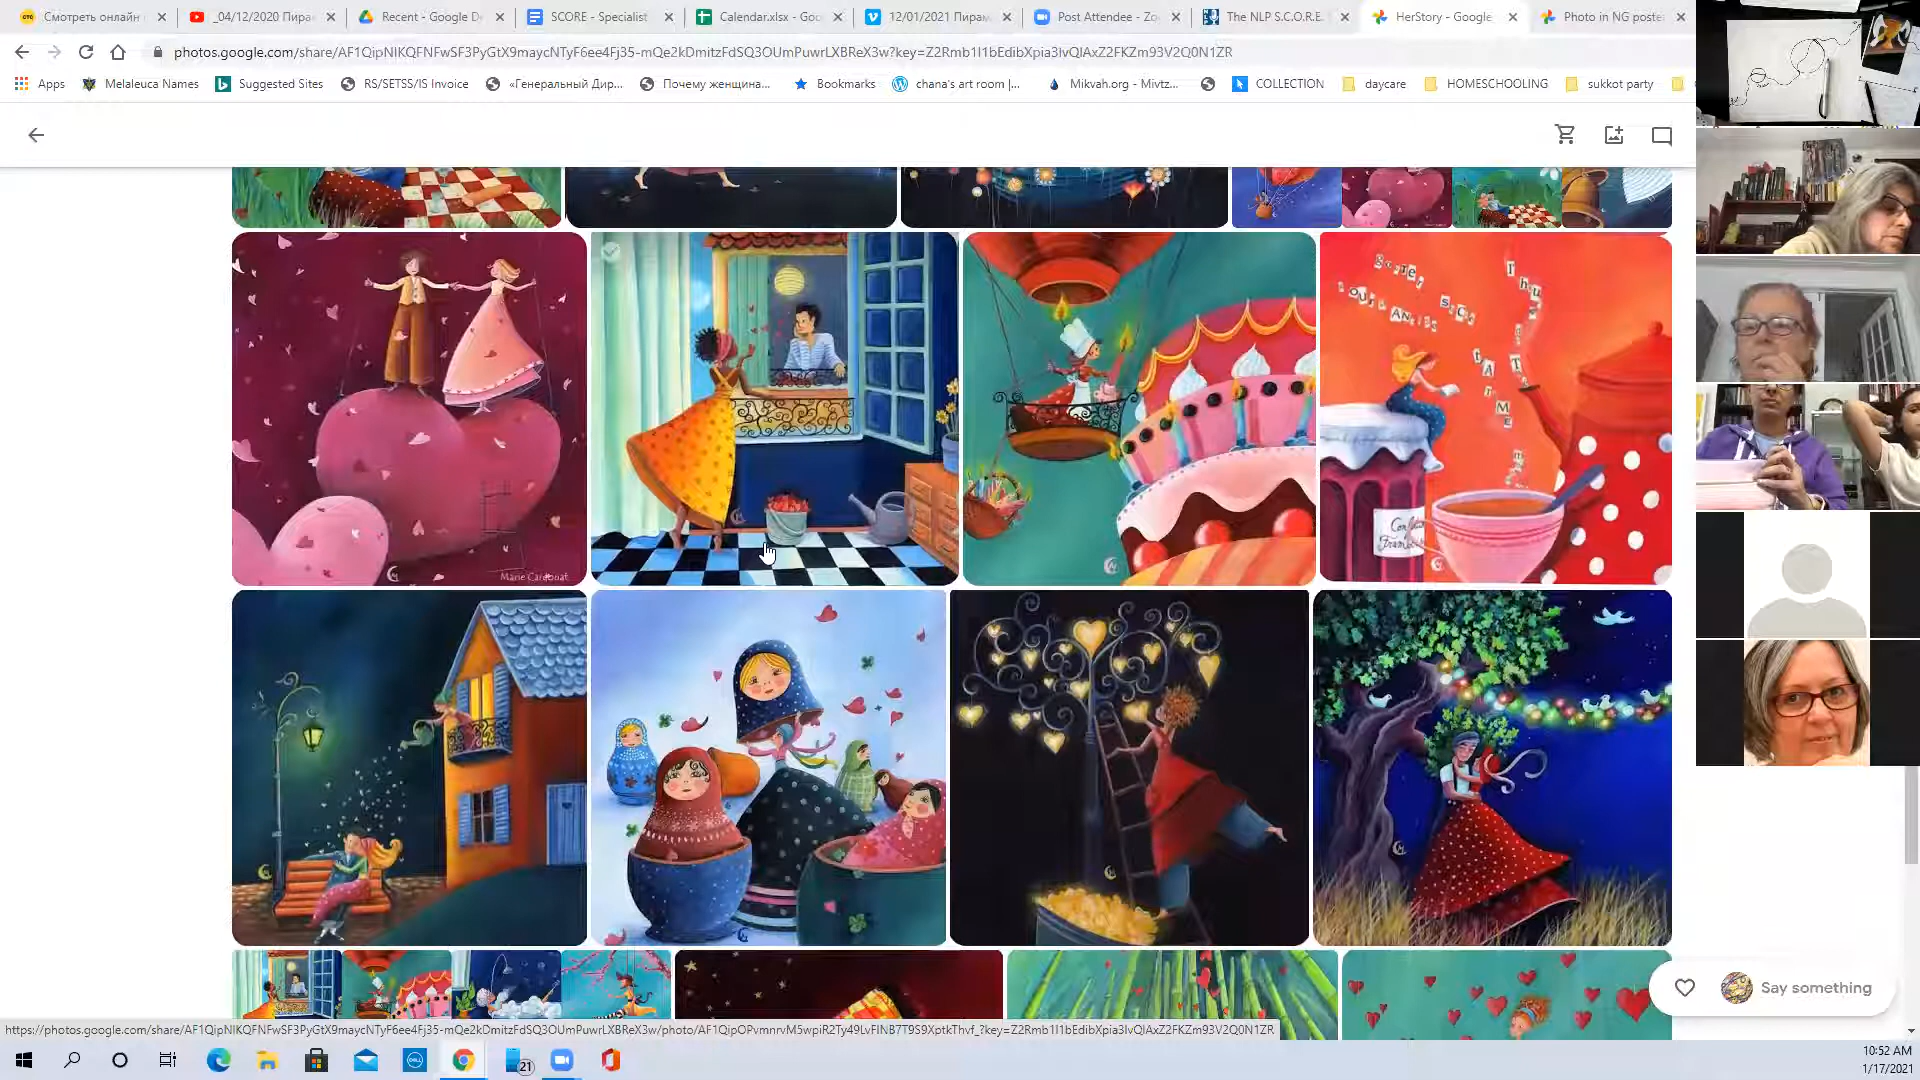 Смотреть онлайн
_04/12/2020 Пира
Recent - Google D
SCORE - Specialist
Calendar.xlsx - Goo
12/01/2021 Пирам
Post Attendee - Zo
The NLP S.C.O.R.E.
HerStory - Google
Photo in NG poste
photos.google.com/share/AF1QipNIKQFNFwSF3PyGtX9maycNTyF6ee4Fj35-mQe2kDmitzFdSQ3OUmPuwrLXBReX3w?key=Z2Rmb1l1bEdibXpia3lvQlAxZ2FKZm93V2Q0N1ZR
Apps
Melaleuca Names
Suggested Sites
RS/SETSS/IS Invoice
«Генеральный Дир...
Почему женщина...
Bookmarks
chana's art room |...
Mikvah.org - Mivtz...
COLLECTION
daycare
HOMESCHOOLING
sukkot party
Say something
https://photos.google.com/share/AF1QipNIKQFNFwSF3PyGtX9maycNTyF6ee4Fj35-mQe2kDmitzFdSQ3OUmPuwrLXBReX3w/photo/AF1QipOPvmnrvM5wpiR2Ty49LvFINB7T9S9XptkThvf_?key=Z2Rmb1l1bEdibXpia3lvQlAxZ2FKZm93V2Q0N1ZR
21
10:52 AM
1/17/2021